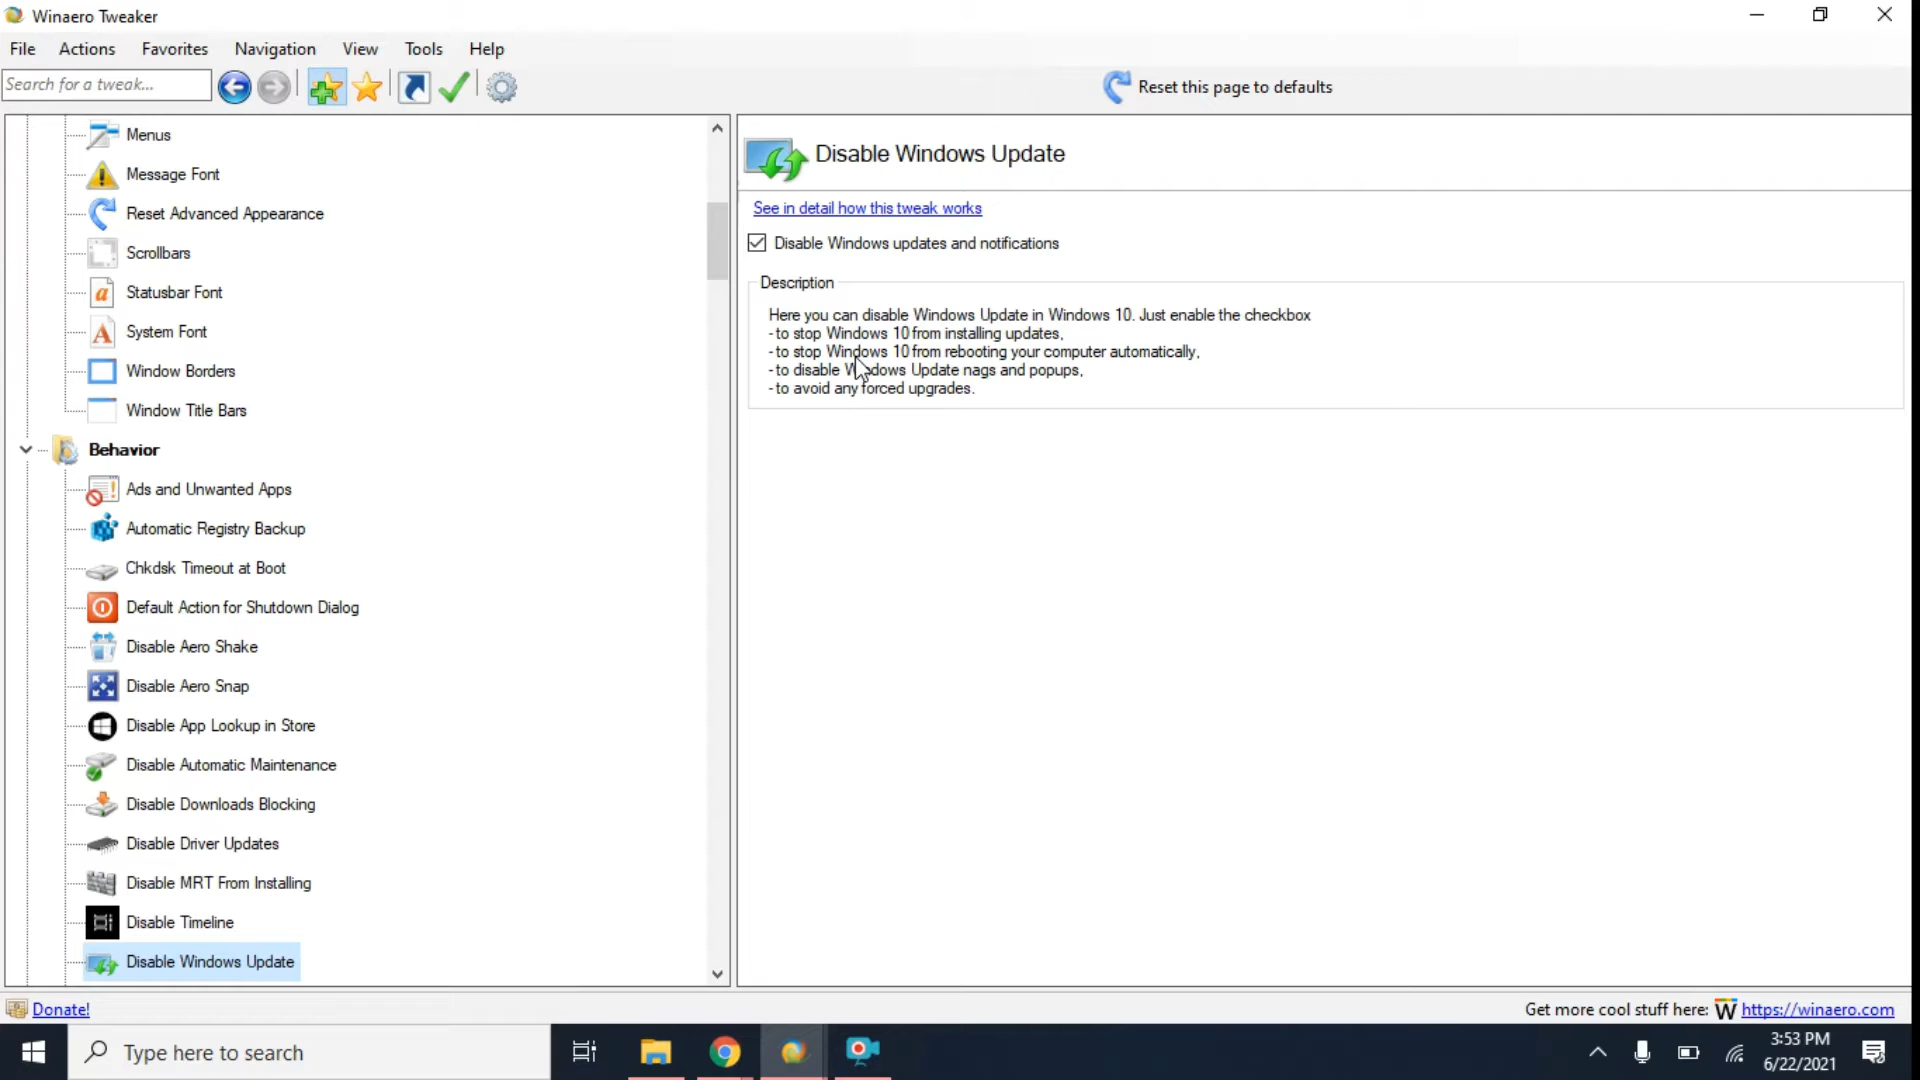 Winaero Tweaker
File Actions Favorites Navigation View Tools Help
Search for a tweak...
Reset this page to defaults
Menus
Message Font
Reset Advanced Appearance
Scrollbars
Statusbar Font
System Font
Window Borders
Window Title Bars
Behavior
Ads and Unwanted Apps
Automatic Registry Backup
Chkdsk Timeout at Boot
Default Action for Shutdown Dialog
Disable Aero Shake
Disable Aero Snap
Disable App Lookup in Store
Disable Automatic Maintenance
Disable Downloads Blocking
Disable Driver Updates
Disable MRT From Installing
Disable Timeline
Disable Windows Update
Disable Windows Update
See in detail how this tweak works
Disable Windows updates and notifications
Description
Here you can disable Windows Update in Windows 10. Just enable the checkbox
- to stop Windows 10 from installing updates,
- to stop Windows 10 from rebooting your computer automatically,
- to disable Windows Update nags and popups,
- to avoid any forced upgrades.
Donate!
Get more cool stuff here: W https://winaero.com
Type here to search
3:53 PM
6/22/2021